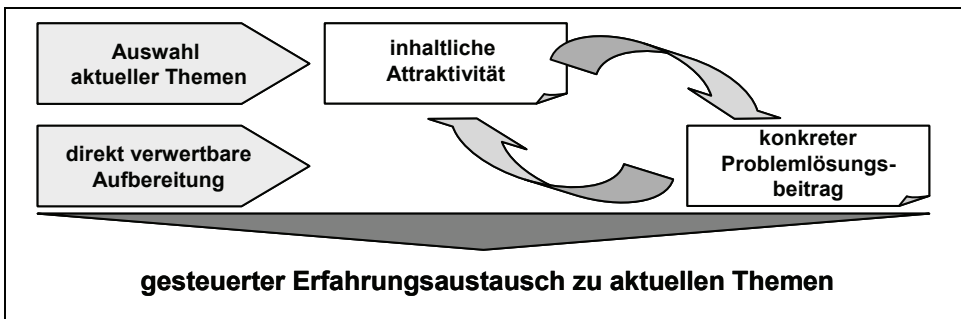 Auswahl
aktueller Themen
inhaltliche
Attraktivität
direkt verwertbare
Aufbereitung
konkreter
Problemlösungs-
beitrag
gesteuerter Erfahrungsaustausch zu aktuellen Themen